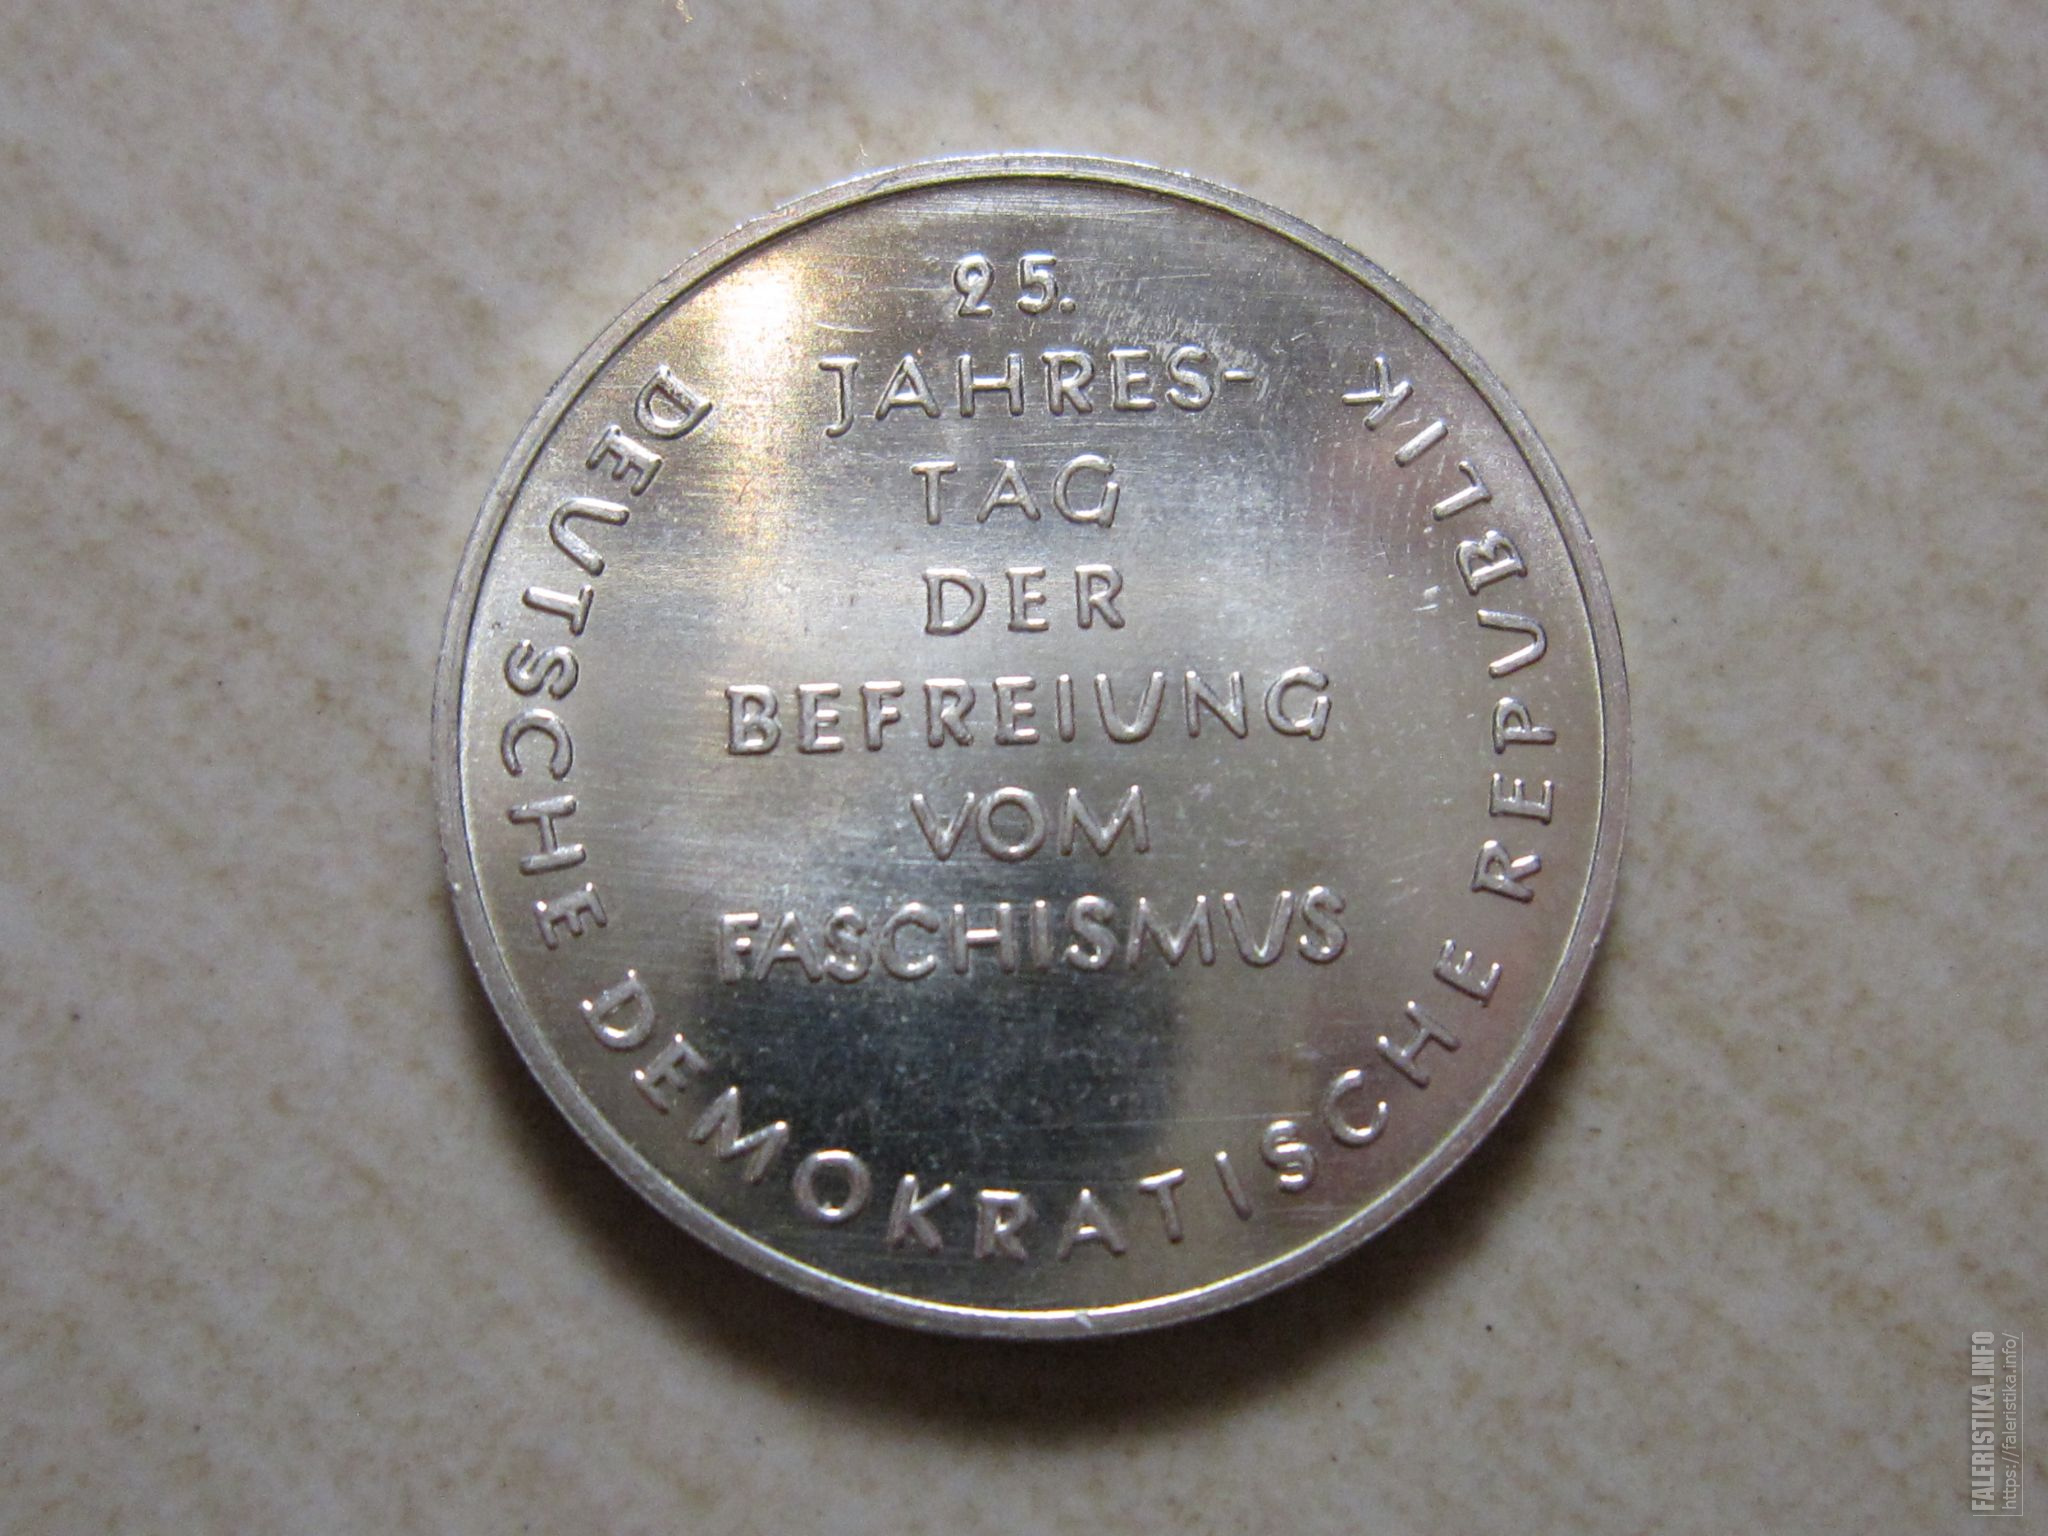 25.
JAHRES-
TAG
DER
BEFREIUNG
VOM
FASCHISMUS
DEUTSCHE DEMOKRATISCHE REPUBLIK
FALERISTIKA.INFO
https://faleristika.info/